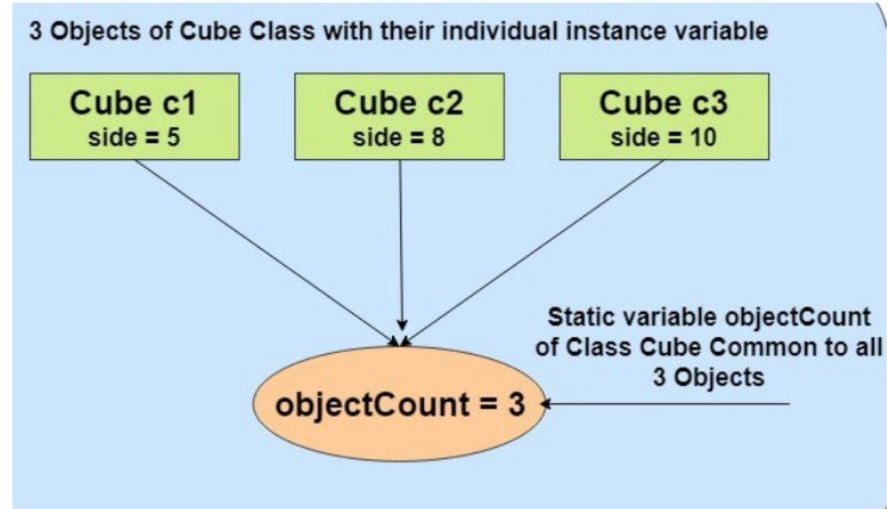 3 Objects of Cube Class with their individual instance variable
Cube c1
side = 5
Cube c2
side = 8
Cube c3
side = 10
Static variable objectCount
of Class Cube Common to all
3 Objects
objectCount = 3